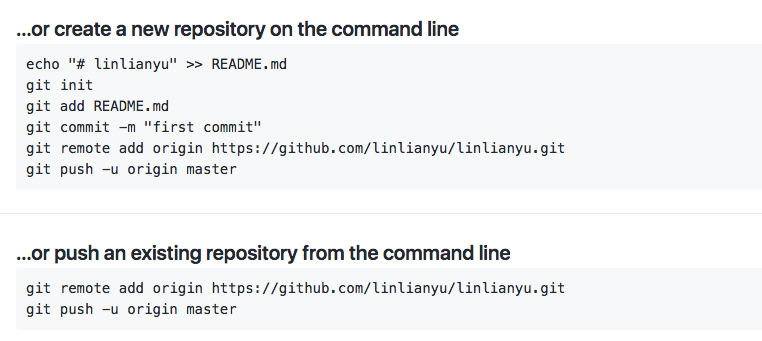 ...or create a new repository on the command line
echo "# linlianyu" >> README.md
git init
git add README.md
git commit -m "first commit"
git remote add origin https://github.com/linlianyu/linlianyu.git
git push -u origin master
...or push an existing repository from the command line
git remote add origin https://github.com/linlianyu/linlianyu.git
git push -u origin master